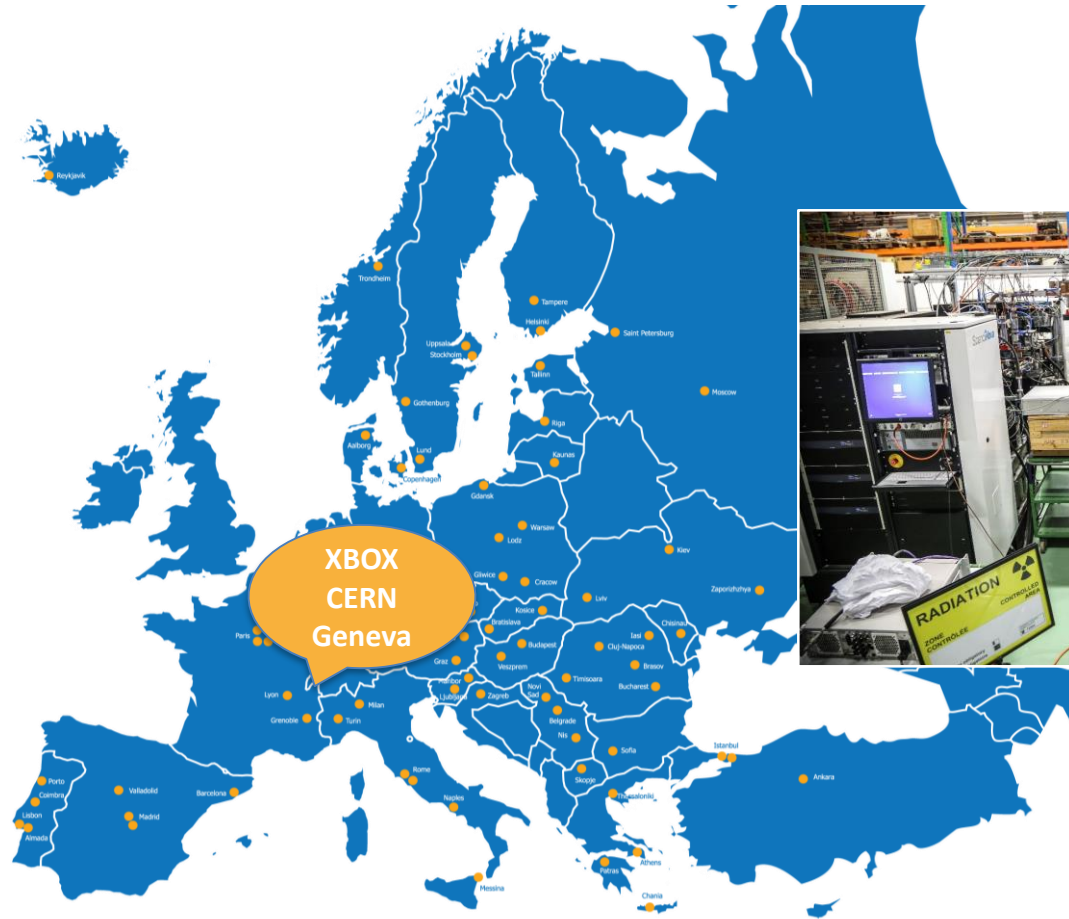 Reykjavik
Trondheim
Tampere
Helsinki
Saint Petersburg
Uppsala
Stockholm
Tallinn
Moscow
Gothenburg
Riga
Aalborg
Lund
Kaunas
Copenhagen
Gdansk
Warsaw
Lodz
Kiev
XBOX
CERN
Geneva
Gliwice
Cracow
Lviv
Zaporizhzhya
Kosice
Bratislava
Paris
Budapest
Iasi
Chisinau
Cluj-Napoca
Graz
Veszprem
Brasov
Maribor
Timisoara
Bucharest
Ljubljana
Zagreb
Novi
Sad
Lyon
Milan
Belgrade
Grenoble
Turin
Nis
Sofia
Istanbul
Skopje
Ankara
Rome
Porto
Valladolid
Barcelona
Thessaloniki
Coimbra
Naples
Lisbon
Madrid
Almada
Athens
Patras
Messina
Chania
ScandiNova
RADIATION
CONTROLLED
AREA
ZONE
CONTRÔLÉE